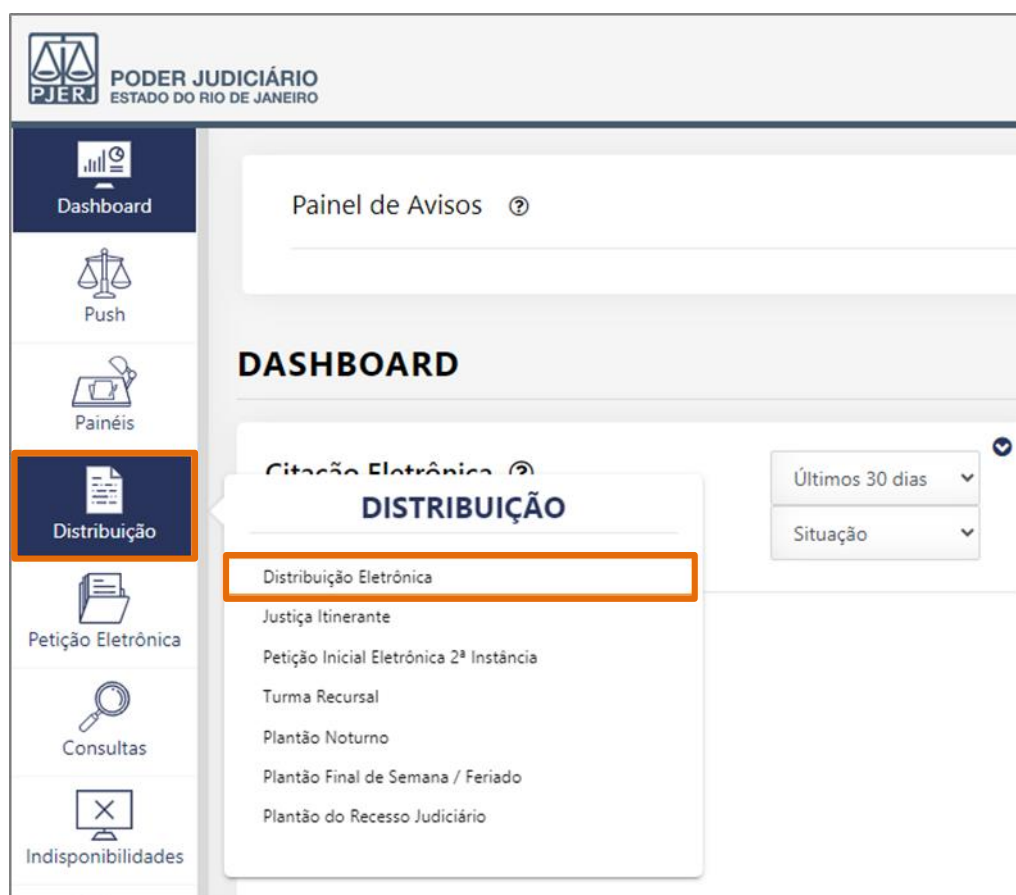 PJERJ
PODER JUDICIÁRIO
ESTADO DO RIO DE JANEIRO
Dashboard
Push
Painéis
Distribuição
Petição Eletrônica
Consultas
Indisponibilidades
Painel de Avisos ?
DASHBOARD
Citação Eletrônica ?
Últimos 30 dias
Situação
DISTRIBUIÇÃO
Distribuição Eletrônica
Justiça Itinerante
Petição Inicial Eletrônica 2ª Instância
Turma Recursal
Plantão Noturno
Plantão Final de Semana / Feriado
Plantão do Recesso Judiciário